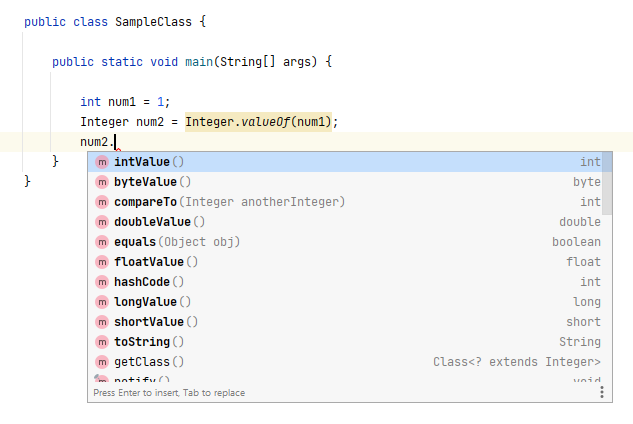 public class SampleClass {
public static void main(String[] args) {
int num1 = 1;
Integer num2 = Integer.valueOf(num1);
num2.
}
}
m intValue() int
m byteValue() byte
m compareTo(Integer anotherInteger) int
m doubleValue() double
m equals(Object obj) boolean
m floatValue() float
m hashCode() int
m longValue() long
m shortValue() short
m toString() String
m getClass() Class<? extends Integer>
m notify() void
Press Enter to insert, Tab to replace